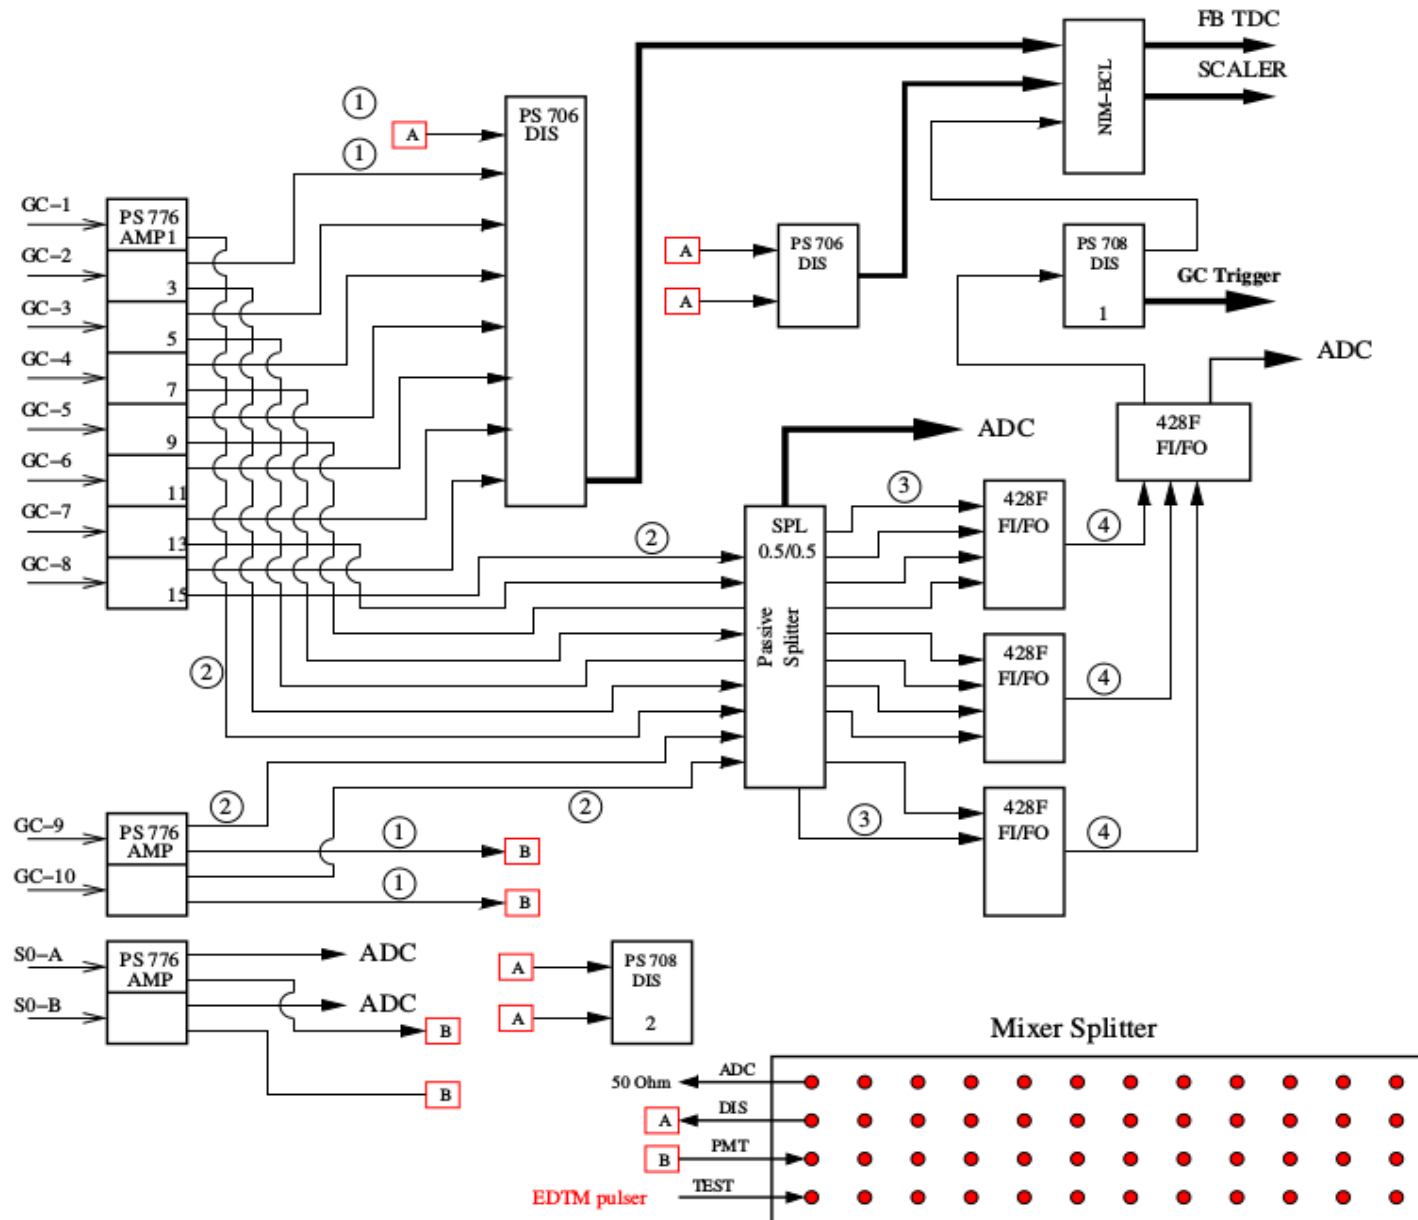 FB TDC
SCALER
NIM-ECL
1
PS 706
DIS
A
1
GC-1
PS 776
AMP1
GC-2
3
GC-3
5
GC-4
7
GC-5
9
GC-6
11
GC-7
13
GC-8
15
A
A
PS 706
DIS
PS 708
DIS
1
GC Trigger
ADC
428F
FI/FO
ADC
2
SPL
0.5/0.5
Passive
Splitter
3
428F
FI/FO
4
2
428F
FI/FO
4
2
2
3
428F
FI/FO
4
GC-9
PS 776
AMP
1
B
GC-10
1
B
S0-A
PS 776
AMP
ADC
S0-B
ADC
B
B
A
A
PS 708
DIS
2
Mixer Splitter
50 Ohm
ADC
A
DIS
B
PMT
EDTM pulser
TEST